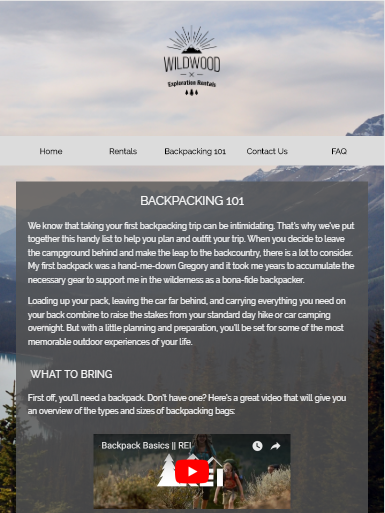 WILDWOOD
Exploration Rentals
Home Rentals Backpacking 101 Contact Us FAQ
BACKPACKING 101
We know that taking your first backpacking trip can be intimidating. That's why we've put
together this handy list to help you plan and outfit your trip. When you decide to leave
the campground behind and make the leap to the backcountry, there is a lot to consider.
My first backpack was a hand-me-down Gregory and it took me years to accumulate the
necessary gear to support me in the wilderness as a bona-fide backpacker.
Loading up your pack, leaving the car far behind, and carrying everything you need on
your back combine to raise the stakes from your standard day hike or car camping
overnight. But with a little planning and preparation, you'll be set for some of the most
memorable outdoor experiences of your life.
WHAT TO BRING
First off, you'll need a backpack. Don't have one? Here's a great video that will give you
an overview of the types and sizes of backpacking bags:
Backpack Basics || REI